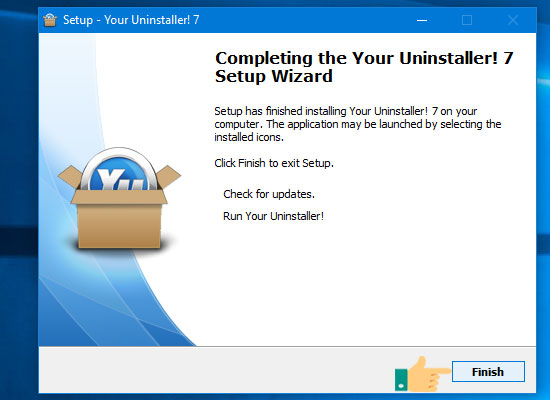 Setup - Your Uninstaller! 7
Completing the Your Uninstaller! 7
Setup Wizard
Setup has finished installing Your Uninstaller! 7 on your
computer. The application may be launched by selecting the
installed icons.
Click Finish to exit Setup.
YU
Check for updates.
Run Your Uninstaller!
Finish